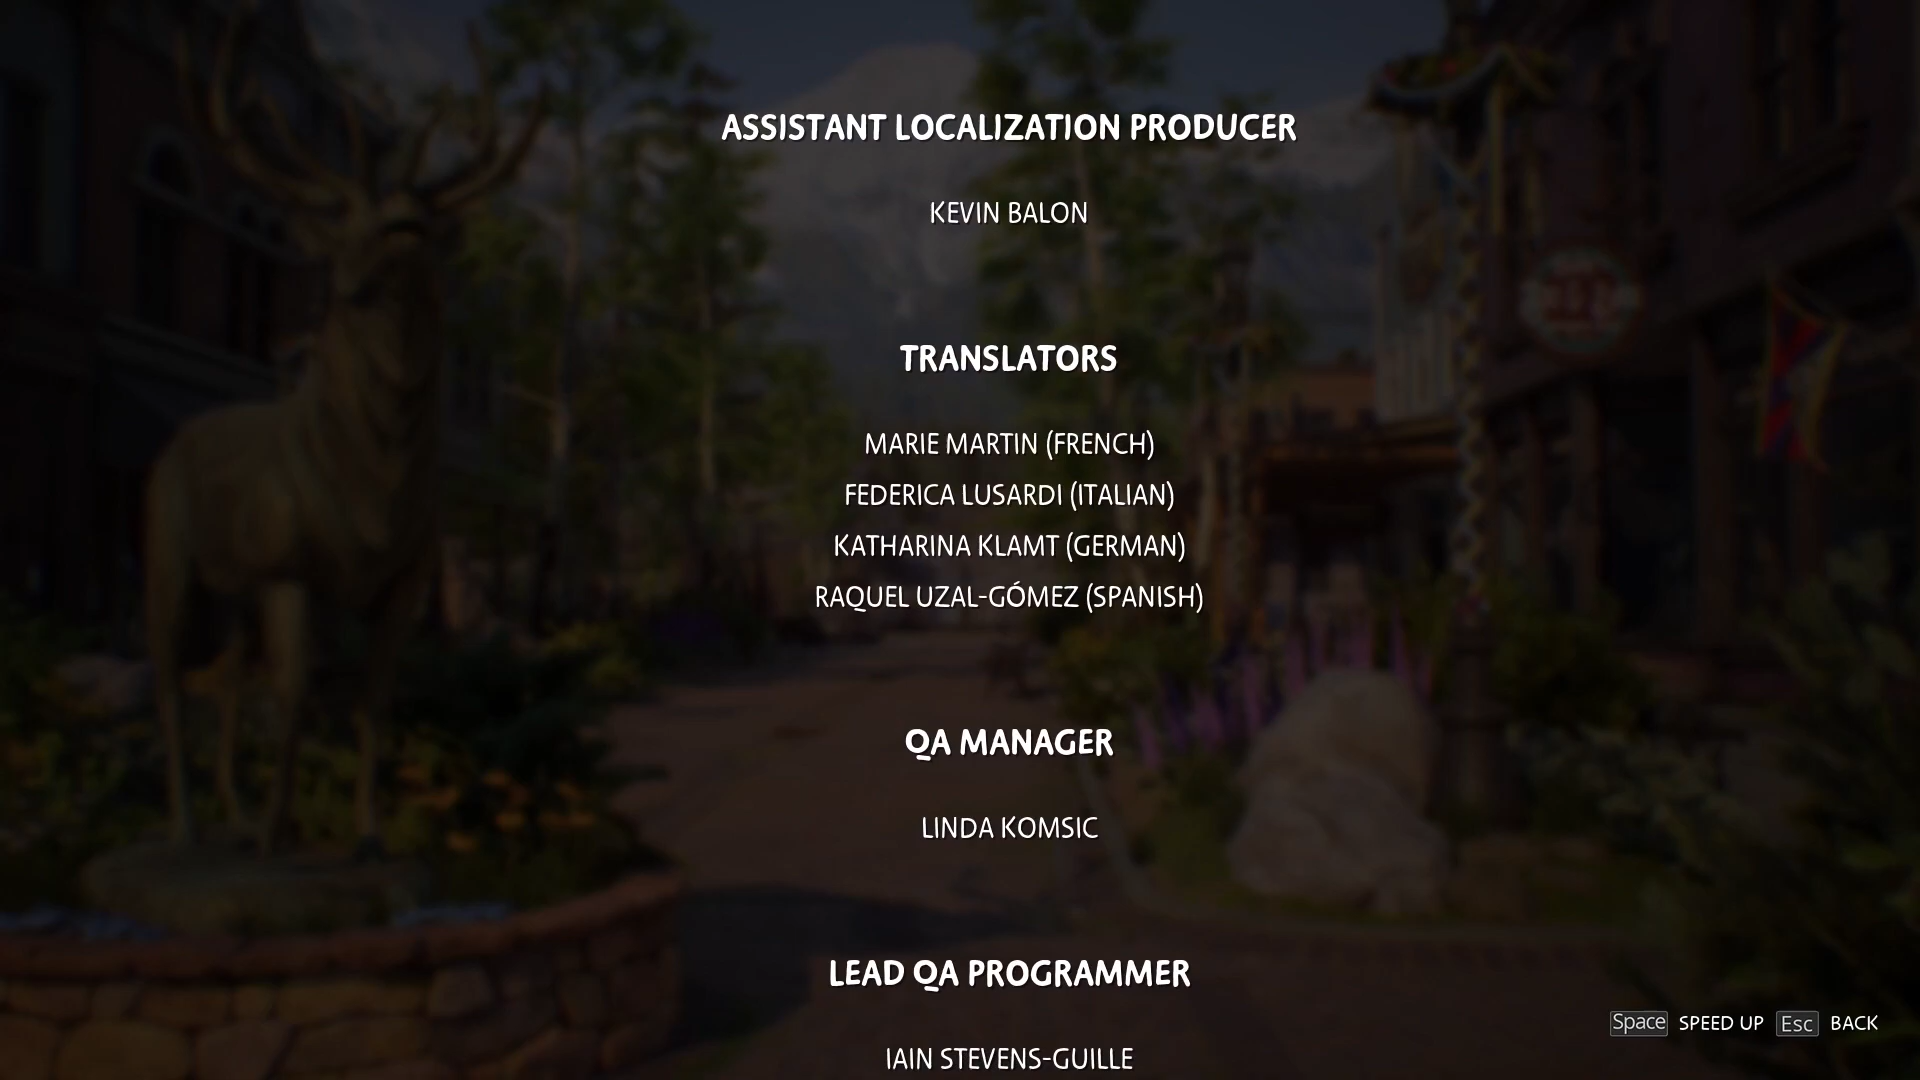 ASSISTANT LOCALIZATION PRODUCER
KEVIN BALON
TRANSLATORS
MARIE MARTIN (FRENCH)
FEDERICA LUSARDI (ITALIAN)
KATHARINA KLAMT (GERMAN)
RAQUEL UZAL-GÓMEZ (SPANISH)
QA MANAGER
LINDA KOMSIC
LEAD QA PROGRAMMER
IAIN STEVENS-GUILLE
Space SPEED UP Esc BACK